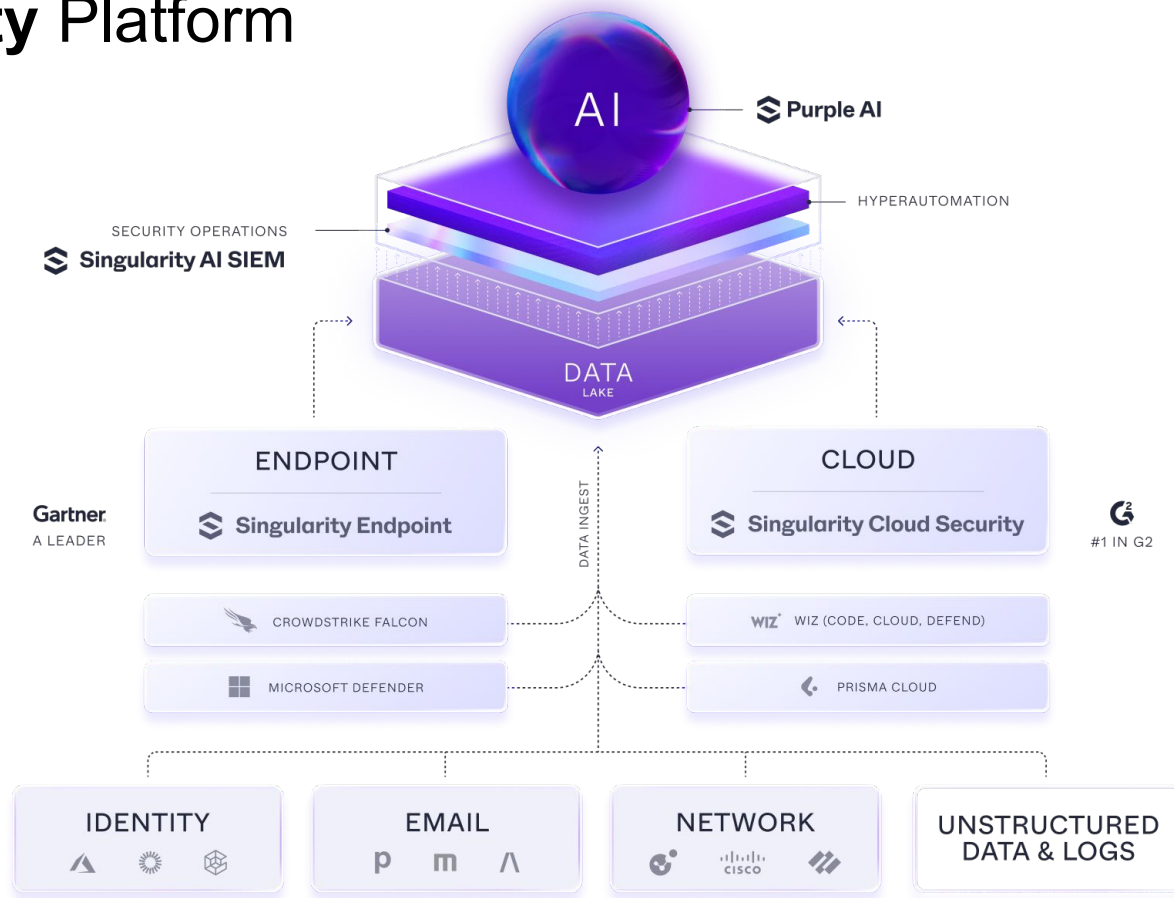 ty Platform
AI
Purple AI
HYPERAUTOMATION
SECURITY OPERATIONS
Singularity AI SIEM
DATA
LAKE
ENDPOINT
Singularity Endpoint
CLOUD
Singularity Cloud Security
Gartner
A LEADER
DATA INGEST
G2
#1 IN G2
CROWDSTRIKE FALCON
WIZ WIZ (CODE, CLOUD, DEFEND)
MICROSOFT DEFENDER
PRISMA CLOUD
IDENTITY
EMAIL
p m
NETWORK
CISCO
UNSTRUCTURED
DATA & LOGS